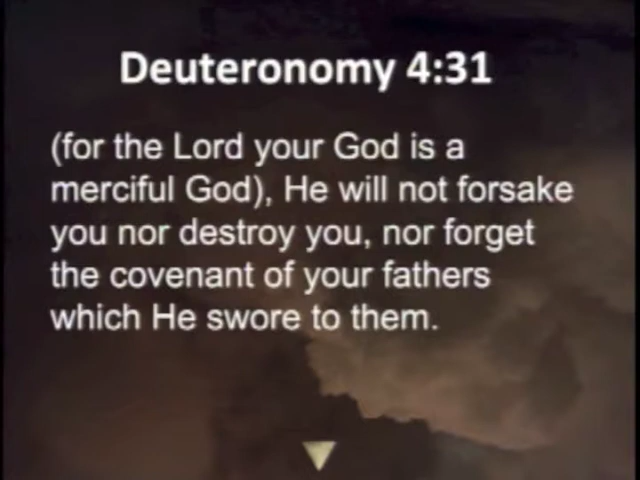 Deuteronomy 4:31
(for the Lord your God is a
merciful God), He will not forsake
you nor destroy you, nor forget
the covenant of your fathers
which He swore to them.